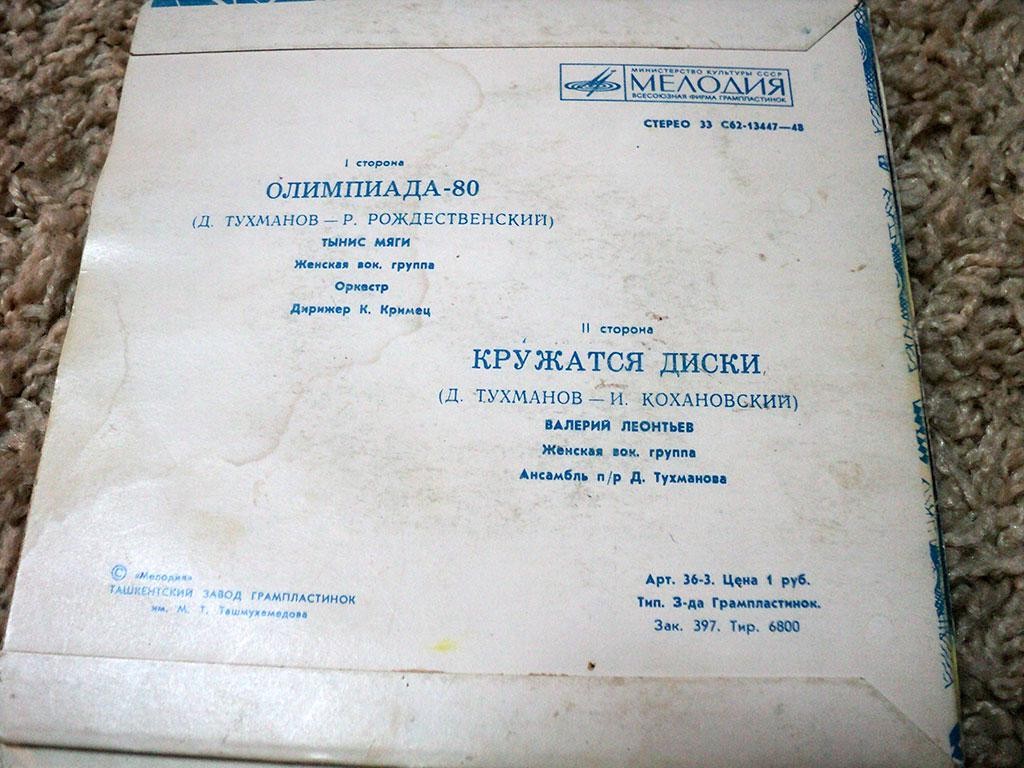 МИНИСТЕРСТВО КУЛЬТУРЫ СССР
МЕЛОДИЯ
ВСЕСОЮЗНАЯ ФИРМА ГРАМПЛАСТИНОК
СТЕРЕО 33 С62-13447—48
I сторона
ОЛИМПИАДА-80
(Д. ТУХМАНОВ — Р. РОЖДЕСТВЕНСКИЙ)
ТЫНИС МЯГИ
Женская вок. группа
Оркестр
Дирижер К. Кримец
II сторона
КРУЖАТСЯ ДИСКИ
(Д. ТУХМАНОВ — И. КОХАНОВСКИЙ)
ВАЛЕРИЙ ЛЕОНТЬЕВ
Женская вок. группа
Ансамбль п/р Д. Тухманова
© «Мелодия»
ТАШКЕНТСКИЙ ЗАВОД ГРАМПЛАСТИНОК
им. М. Т. Ташмухамедова
Арт. 36-3. Цена 1 руб.
Тип. З-да Грампластинок.
Зак. 397. Тир. 6800